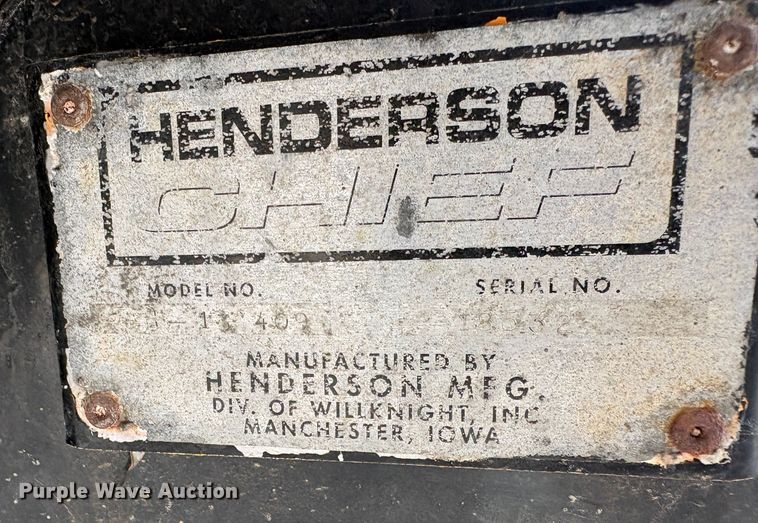 HENDERSON
CHIEF
MODEL NO. SERIAL NO.
MANUFACTURED BY
HENDERSON MFG.
DIV. OF WILLKNIGHT, INC
MANCHESTER, IOWA
Purple Wave Auction